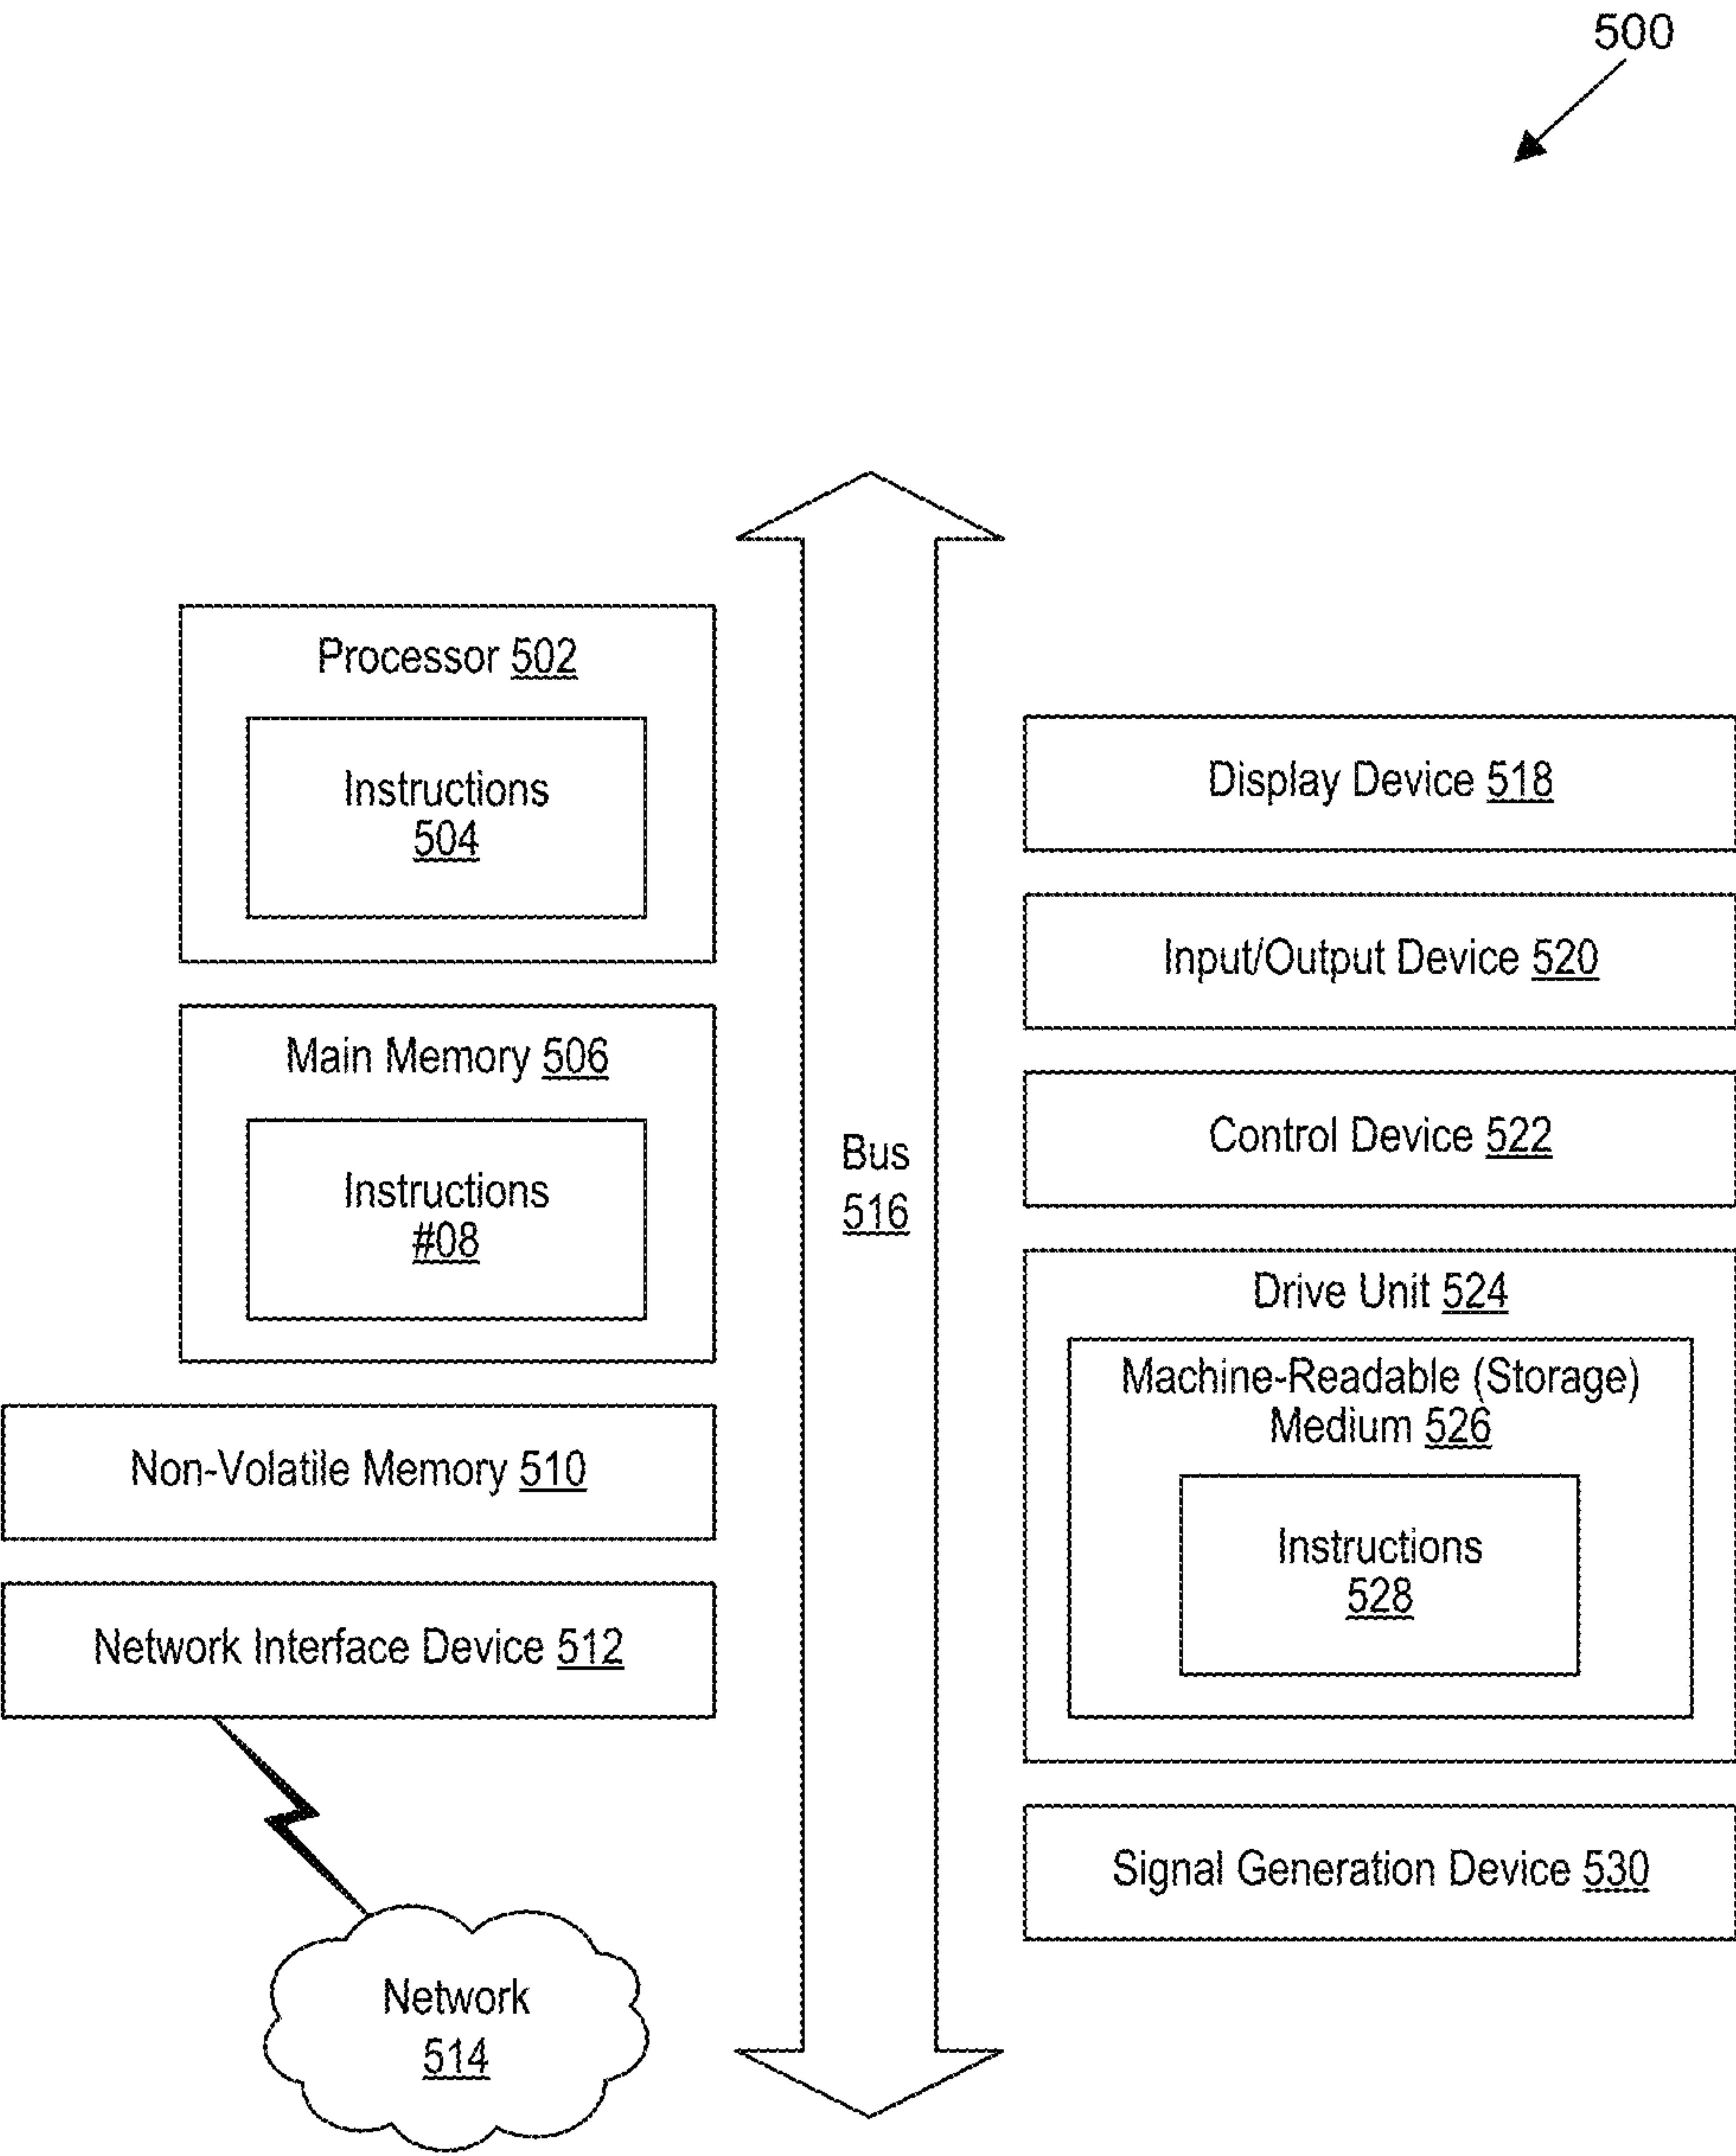 500
Processor 502
Instructions
504
Main Memory 506
Instructions
#08
Non-Volatile Memory 510
Network Interface Device 512
Network
514
Bus
516
Display Device 518
Input/Output Device 520
Control Device 522
Drive Unit 524
Machine-Readable (Storage)
Medium 526
Instructions
528
Signal Generation Device 530